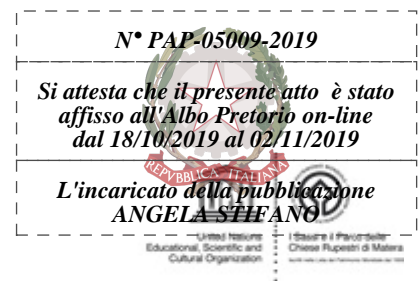 N° PAP-05009-2019
Si attesta che il presente atto è stato
affisso all'Albo Pretorio on-line
dal 18/10/2019 al 02/11/2019
REPVBBLICA ITALIANA
L'incaricato della pubblicazione
ANGELA STIFANO
United Nations
Educational, Scientific and
Cultural Organization
I Sassi e il Parco delle
Chiese Rupestri di Matera